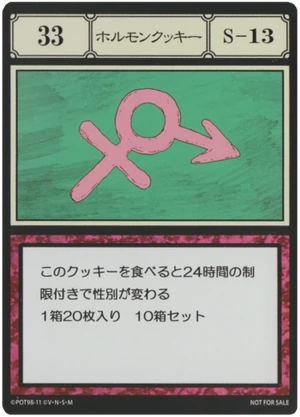 33 ホルモンクッキー S-13
このクッキーを食べると24時間の制
限付きで性別が変わる
1箱20枚入り 10箱セット
©POT98-11 ©V・N・S・M NOT FOR SALE